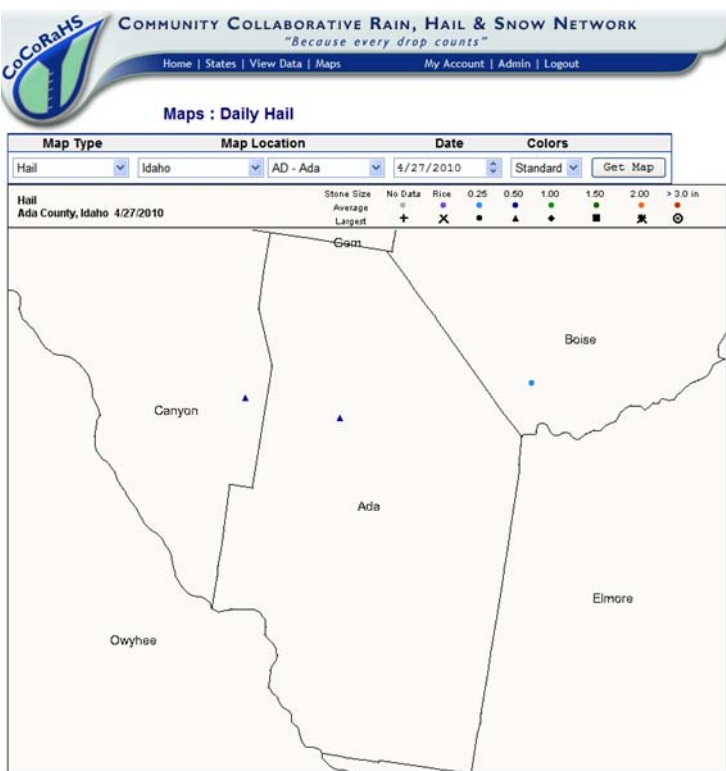 CoCoRaHS
COMMUNITY COLLABORATIVE RAIN, HAIL & SNOW NETWORK
"Because every drop counts"
Home | States | View Data | Maps My Account | Admin | Logout
Maps : Daily Hail
Map Type Map Location Date Colors
Hail Idaho AD - Ada 4/27/2010 Standard Get Map
Hail
Ada County, Idaho 4/27/2010
Stone Size No Data Rice 0.25 0.50 1.00 1.50 2.00 > 3.0 in
Average
Largest
Gem
Boise
Canyon
Ada
Elmore
Owyhee